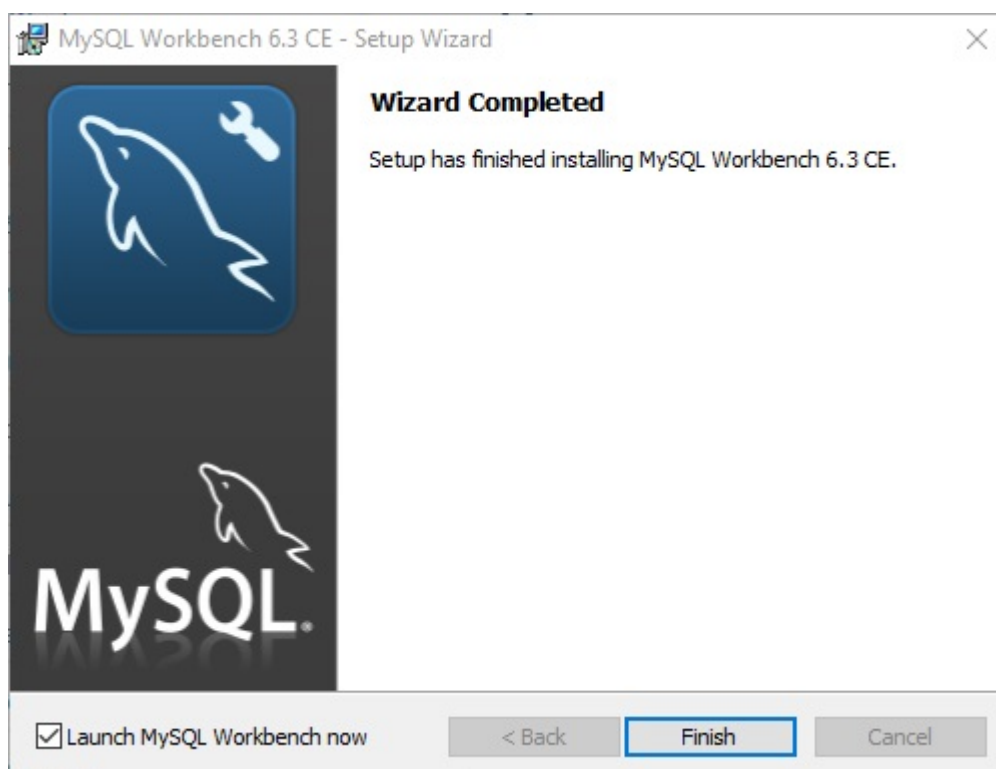 MySQL Workbench 6.3 CE - Setup Wizard
Wizard Completed
Setup has finished installing MySQL Workbench 6.3 CE.
MySQL®
Launch MySQL Workbench now
< Back
Finish
Cancel